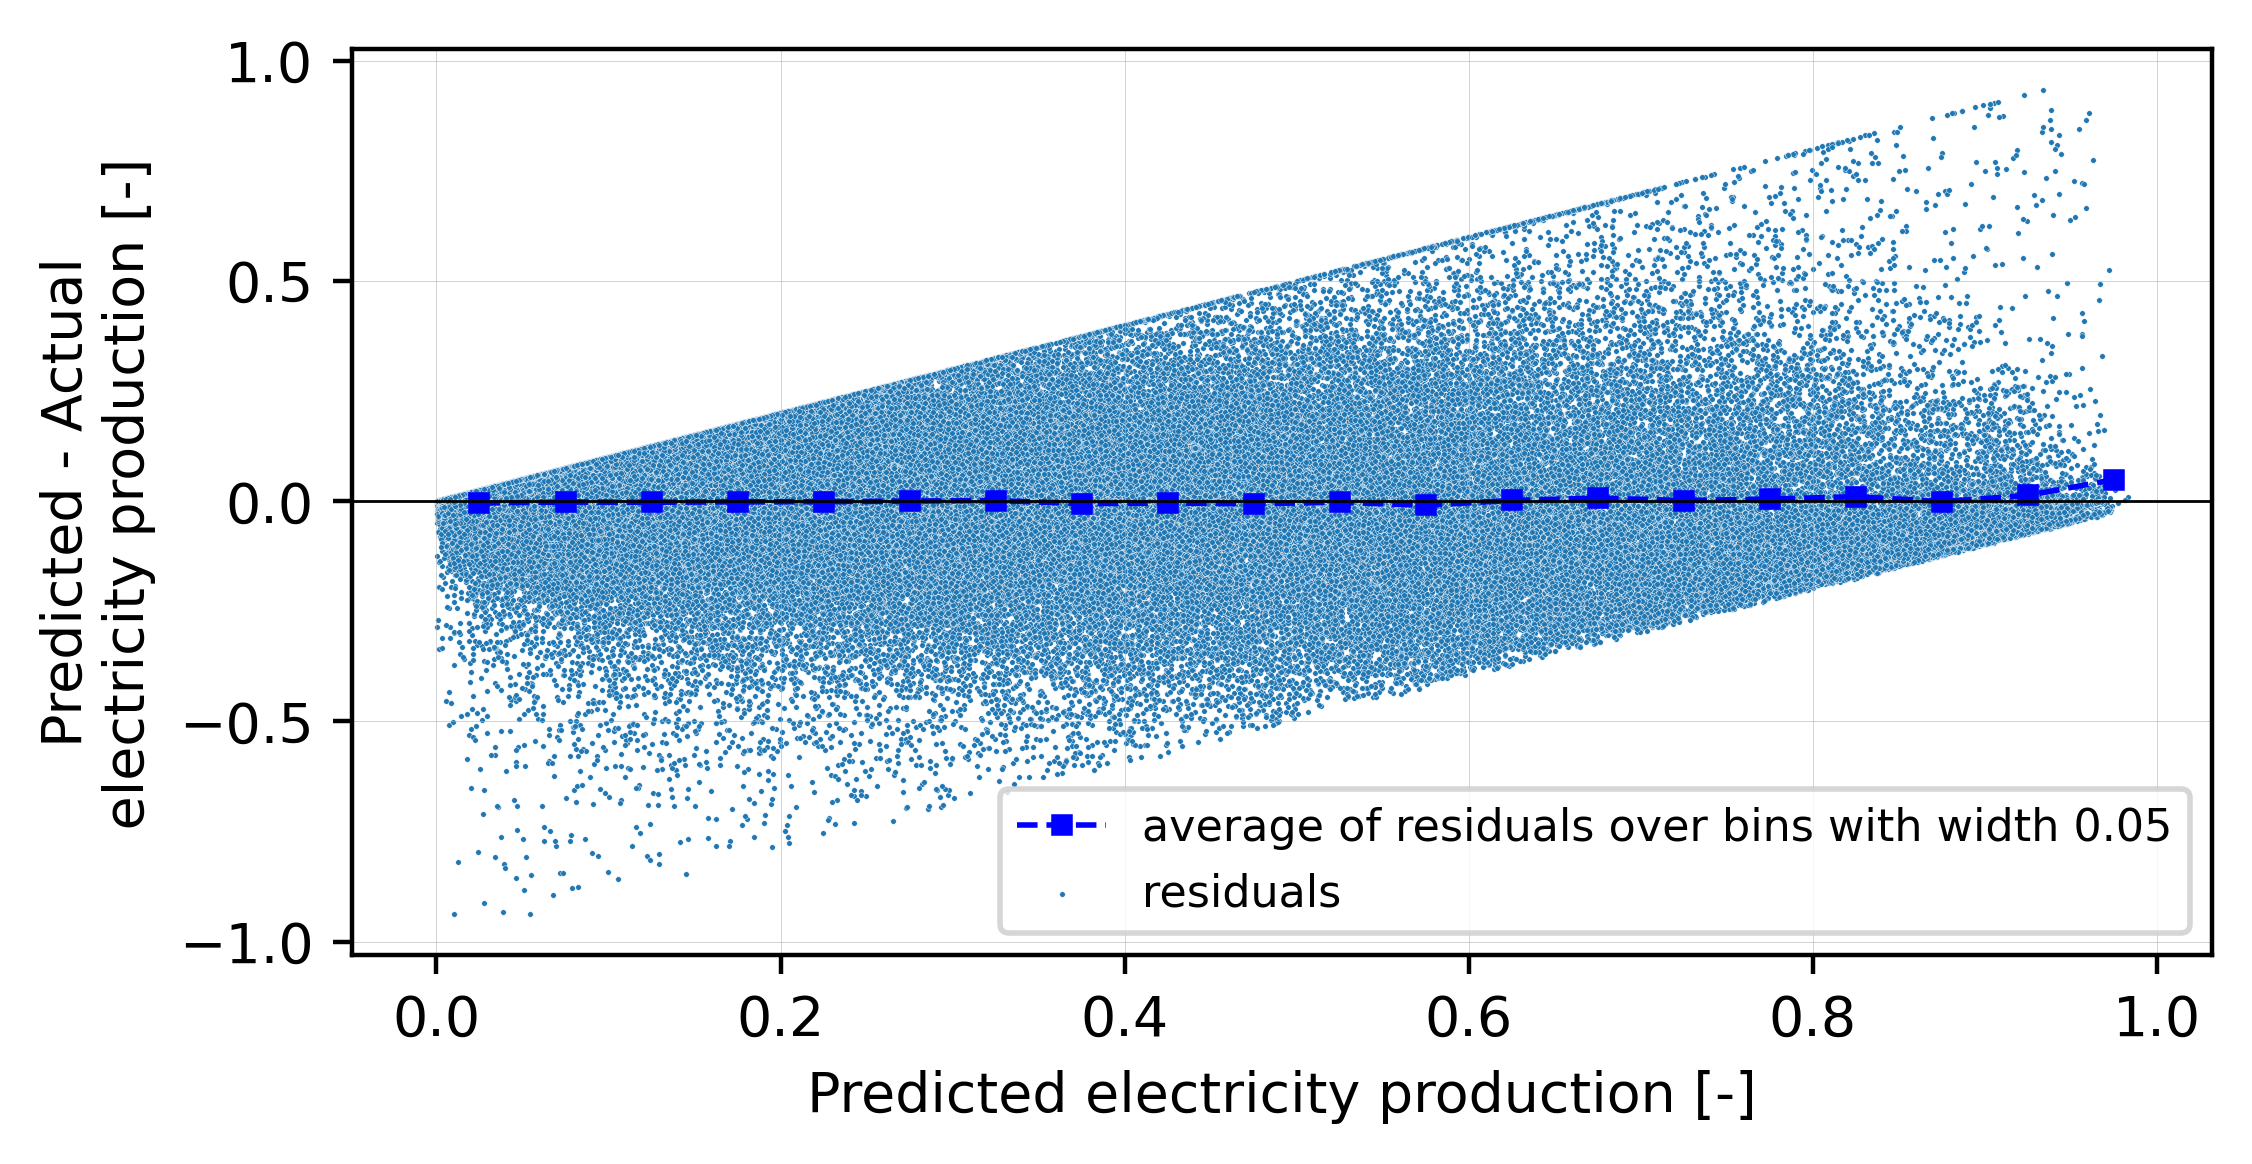 Predicted - Actual
electricity production [-]
1.0
0.5
0.0
−0.5
−1.0
average of residuals over bins with width 0.05
residuals
0.0 0.2 0.4 0.6 0.8 1.0
Predicted electricity production [-]